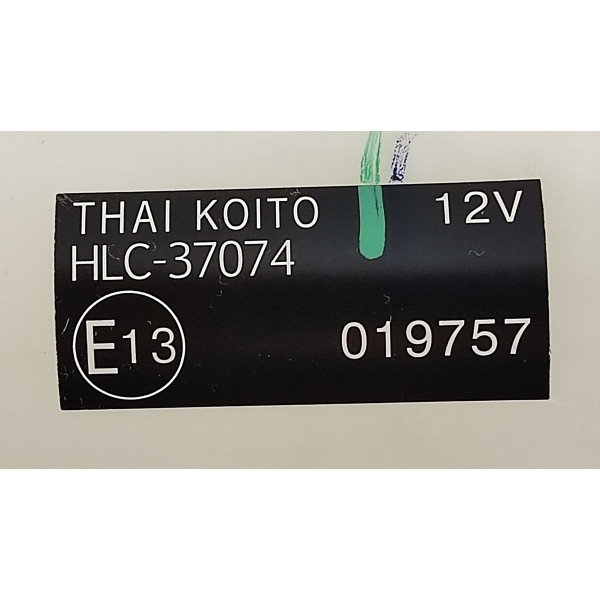 THAI KOITO 12V
HLC-37074
E13 019757